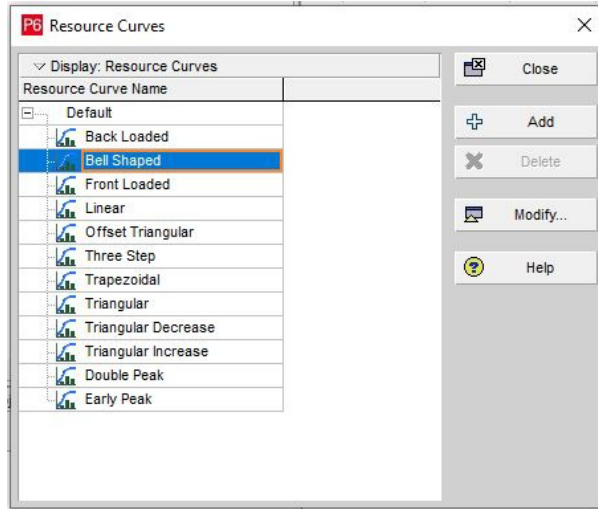 P6 Resource Curves
Display: Resource Curves
Resource Curve Name
Default
Back Loaded
Bell Shaped
Front Loaded
Linear
Offset Triangular
Three Step
Trapezoidal
Triangular
Triangular Decrease
Triangular Increase
Double Peak
Early Peak
Close
Add
Delete
Modify...
Help